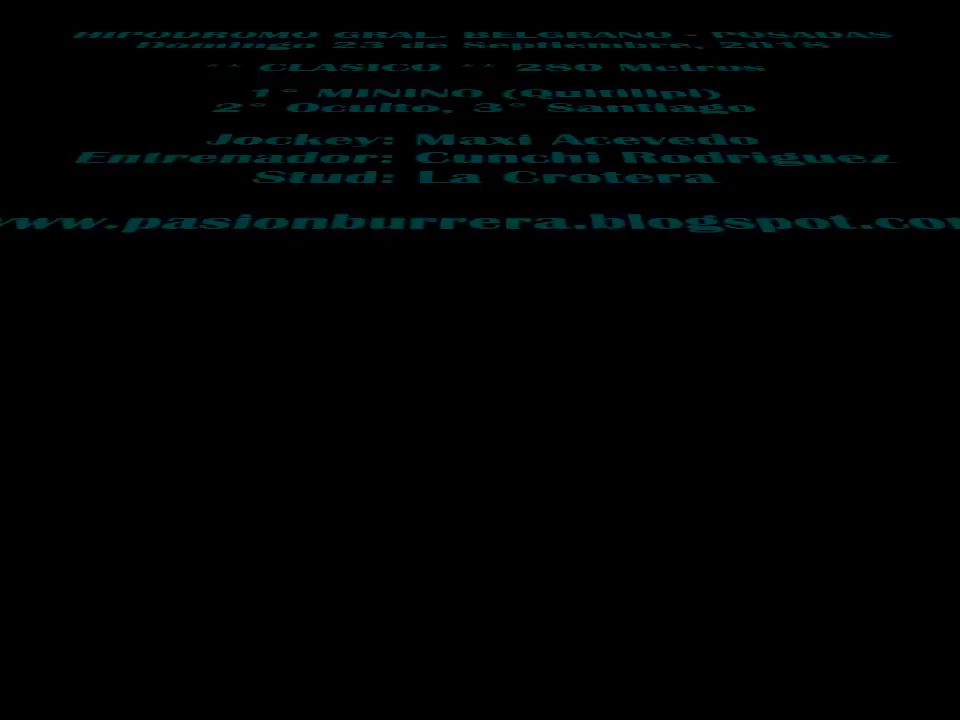 HIPODROMO GRAL. BELGRANO - POSADAS
Domingo 23 de Septiembre, 2018
** CLASICO ** 280 Metros
1° MININO (Quitilipi)
2° Oculto, 3° Santiago
Jockey: Maxi Acevedo
Entrenador: Cunchi Rodriguez
Stud: La Crotera
www.pasionburrera.blogspot.com